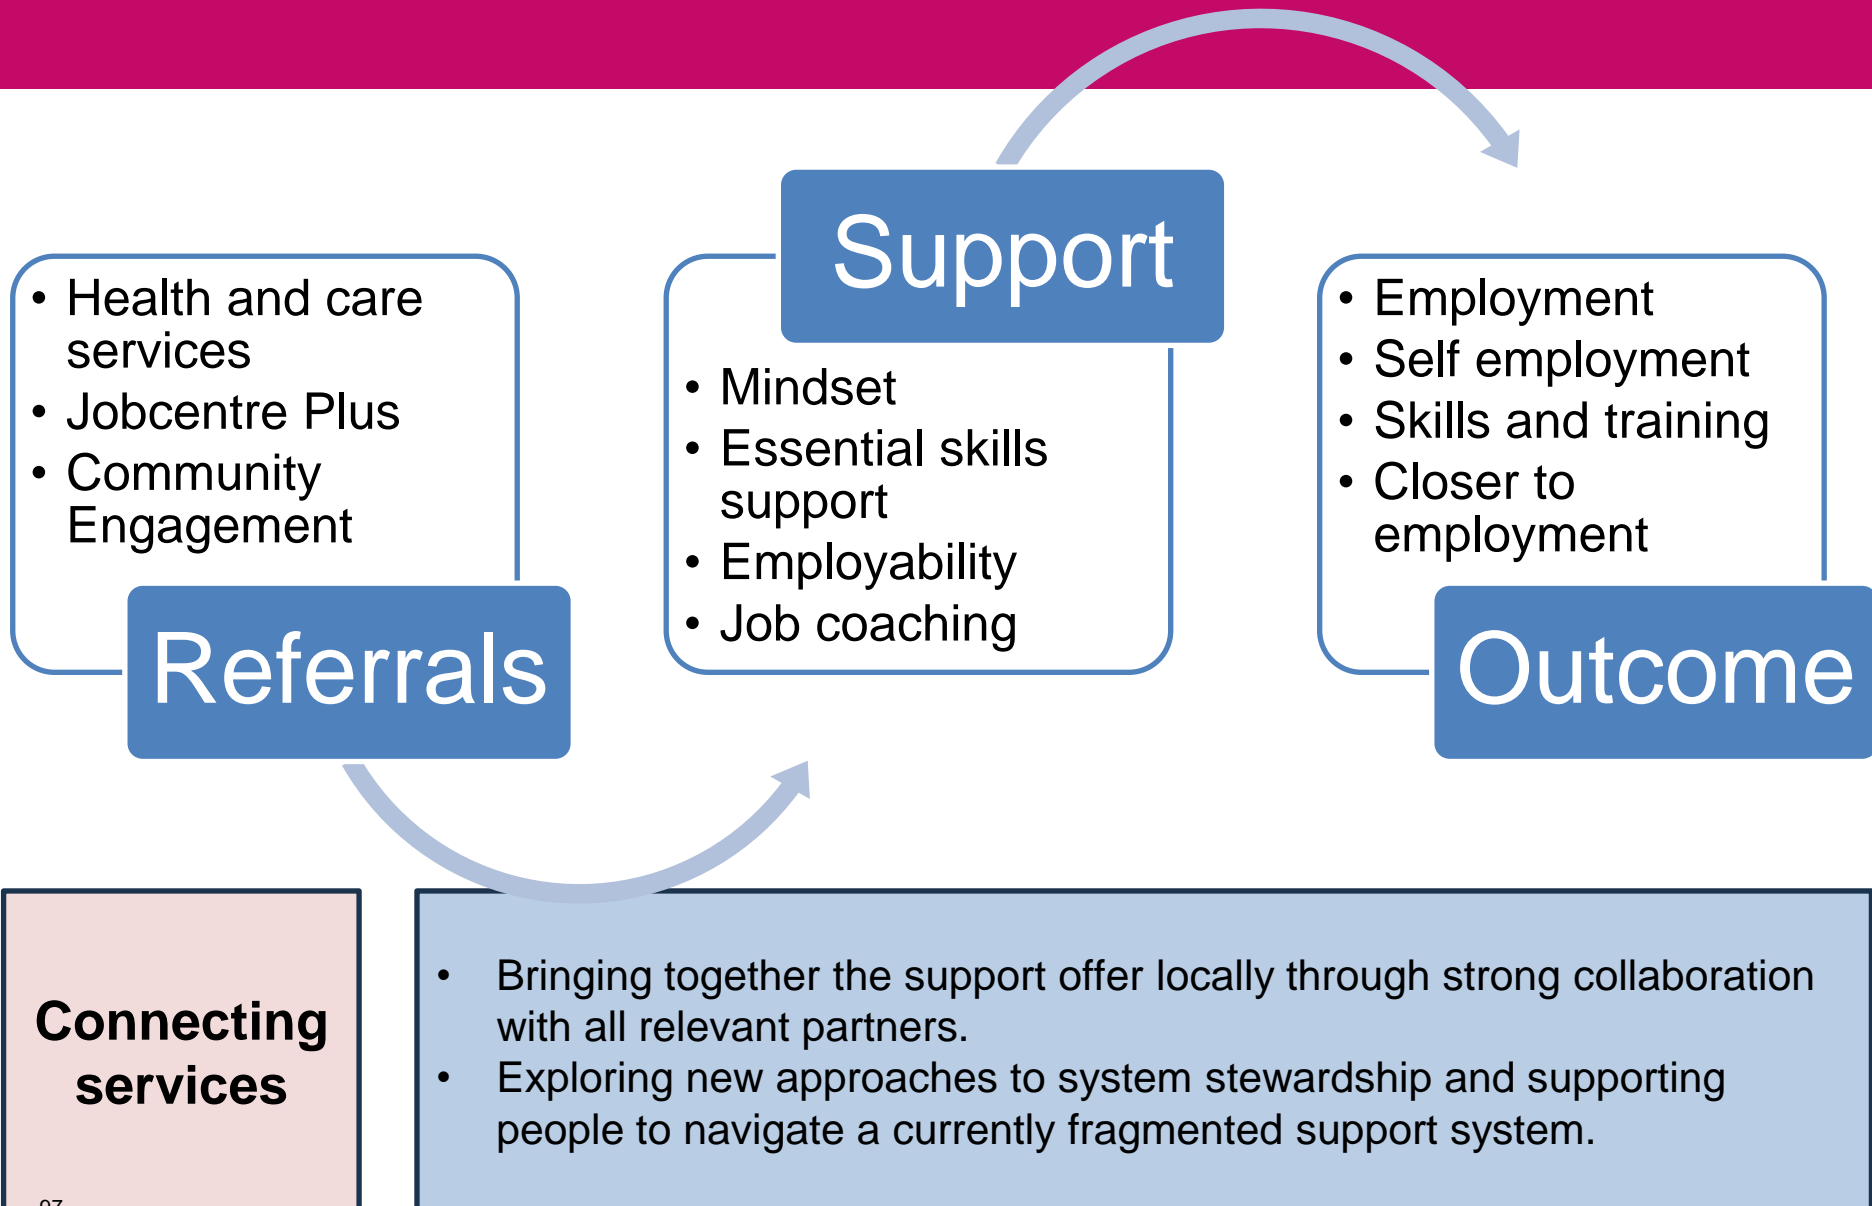 • Health and care
services
• Jobcentre Plus
• Community
Engagement
Referrals
Support
• Mindset
• Essential skills
support
• Employability
• Job coaching
• Employment
• Self employment
• Skills and training
• Closer to
employment
Outcome
Connecting
services
• Bringing together the support offer locally through strong collaboration
with all relevant partners.
• Exploring new approaches to system stewardship and supporting
people to navigate a currently fragmented support system.